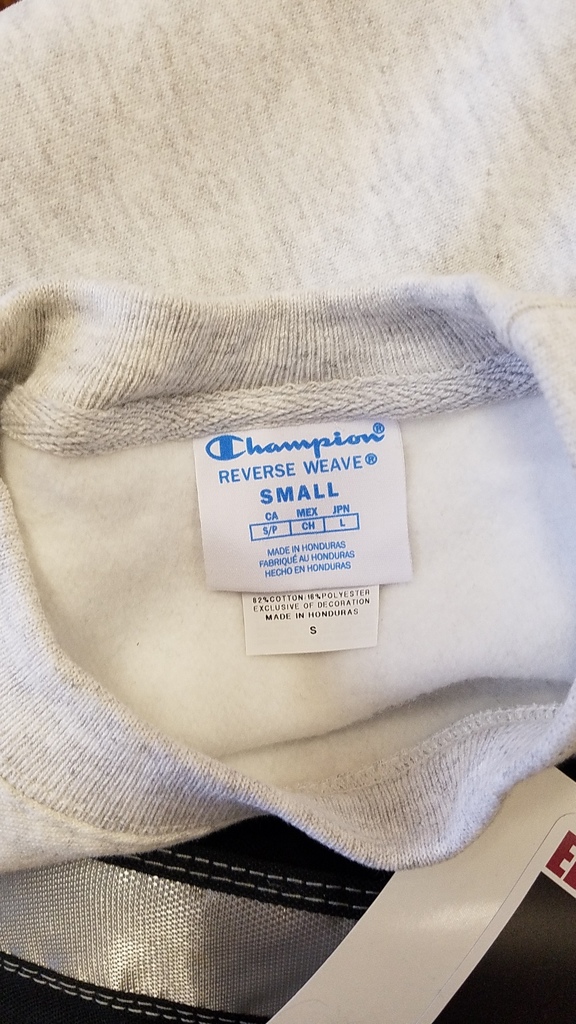 Champion®
REVERSE WEAVE®
SMALL
CA MEX JPN
S/P CH L
MADE IN HONDURAS
FABRIQUÉ AU HONDURAS
HECHO EN HONDURAS
82%COTTON/18%POLYESTER
EXCLUSIVE OF DECORATION
MADE IN HONDURAS
S